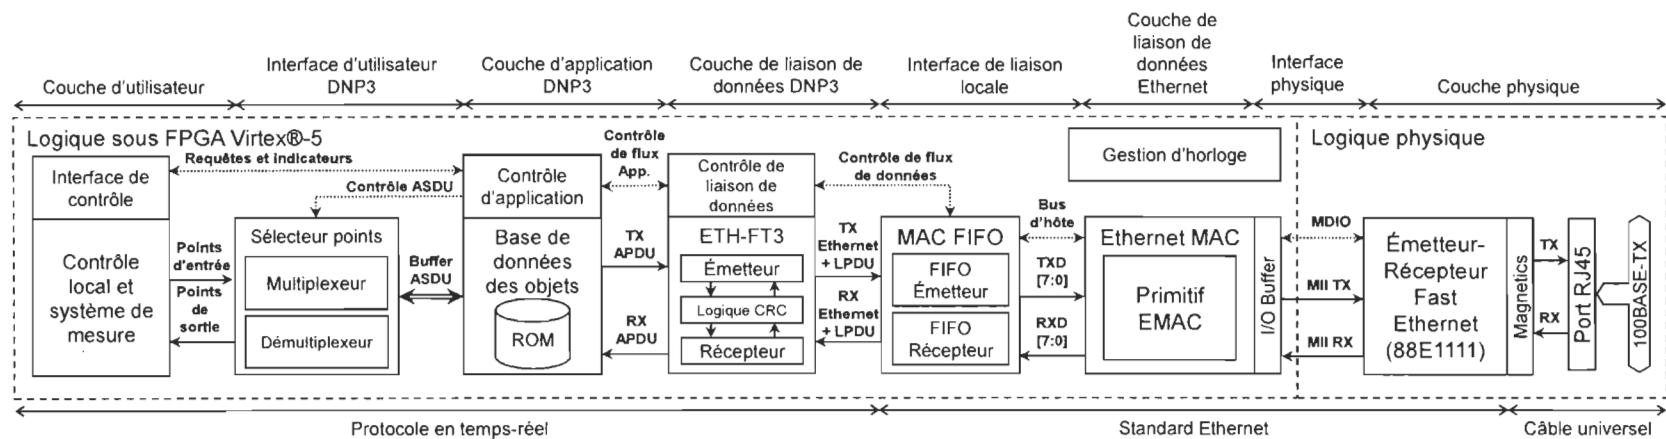 Couche d'utilisateur
Interface d'utilisateur
DNP3
Couche d'application
DNP3
Couche de liaison de
données DNP3
Interface de liaison
locale
Couche de
liaison de
données
Ethernet
Interface
physique
Couche physique
Logique sous FPGA Virtex®-5
Logique physique
Interface de
contrôle
Contrôle
local et
système de
mesure
Requêtes et indicateurs
Contrôle ASDU
Points
d'entrée
Points
de
sortie
Sélecteur points
Multiplexeur
Démultiplexeur
Buffer
ASDU
Contrôle
d'application
Base de
données
des objets
ROM
Contrôle
de flux
App.
TX
APDU
RX
APDU
Contrôle de
liaison de
données
ETH-FT3
Émetteur
Logique CRC
Récepteur
Contrôle de flux
de données
TX
Ethernet
+ LPDU
RX
Ethernet
+ LPDU
MAC FIFO
FIFO
Émetteur
FIFO
Récepteur
Bus
d'hôte
TXD
[7:0]
RXD
[7:0]
Gestion d'horloge
Ethernet MAC
Primitif
EMAC
I/O Buffer
MDIO
MII TX
MII RX
Émetteur-
Récepteur
Fast
Ethernet
(88E1111)
Magnetics
TX
RX
Port RJ45
100BASE-TX
Protocole en temps-réel
Standard Ethernet
Câble universel